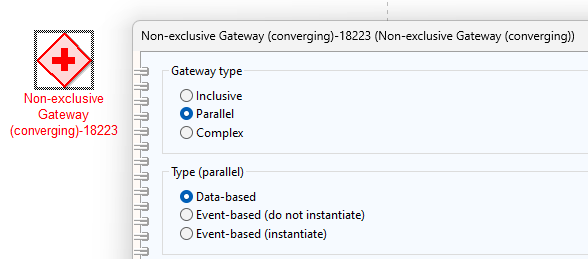 Non-exclusive Gateway (converging)-18223 (Non-exclusive Gateway (converging))
Non-exclusive
Gateway
(converging)-18223
Gateway type
Inclusive
Parallel
Complex
Type (parallel)
Data-based
Event-based (do not instantiate)
Event-based (instantiate)